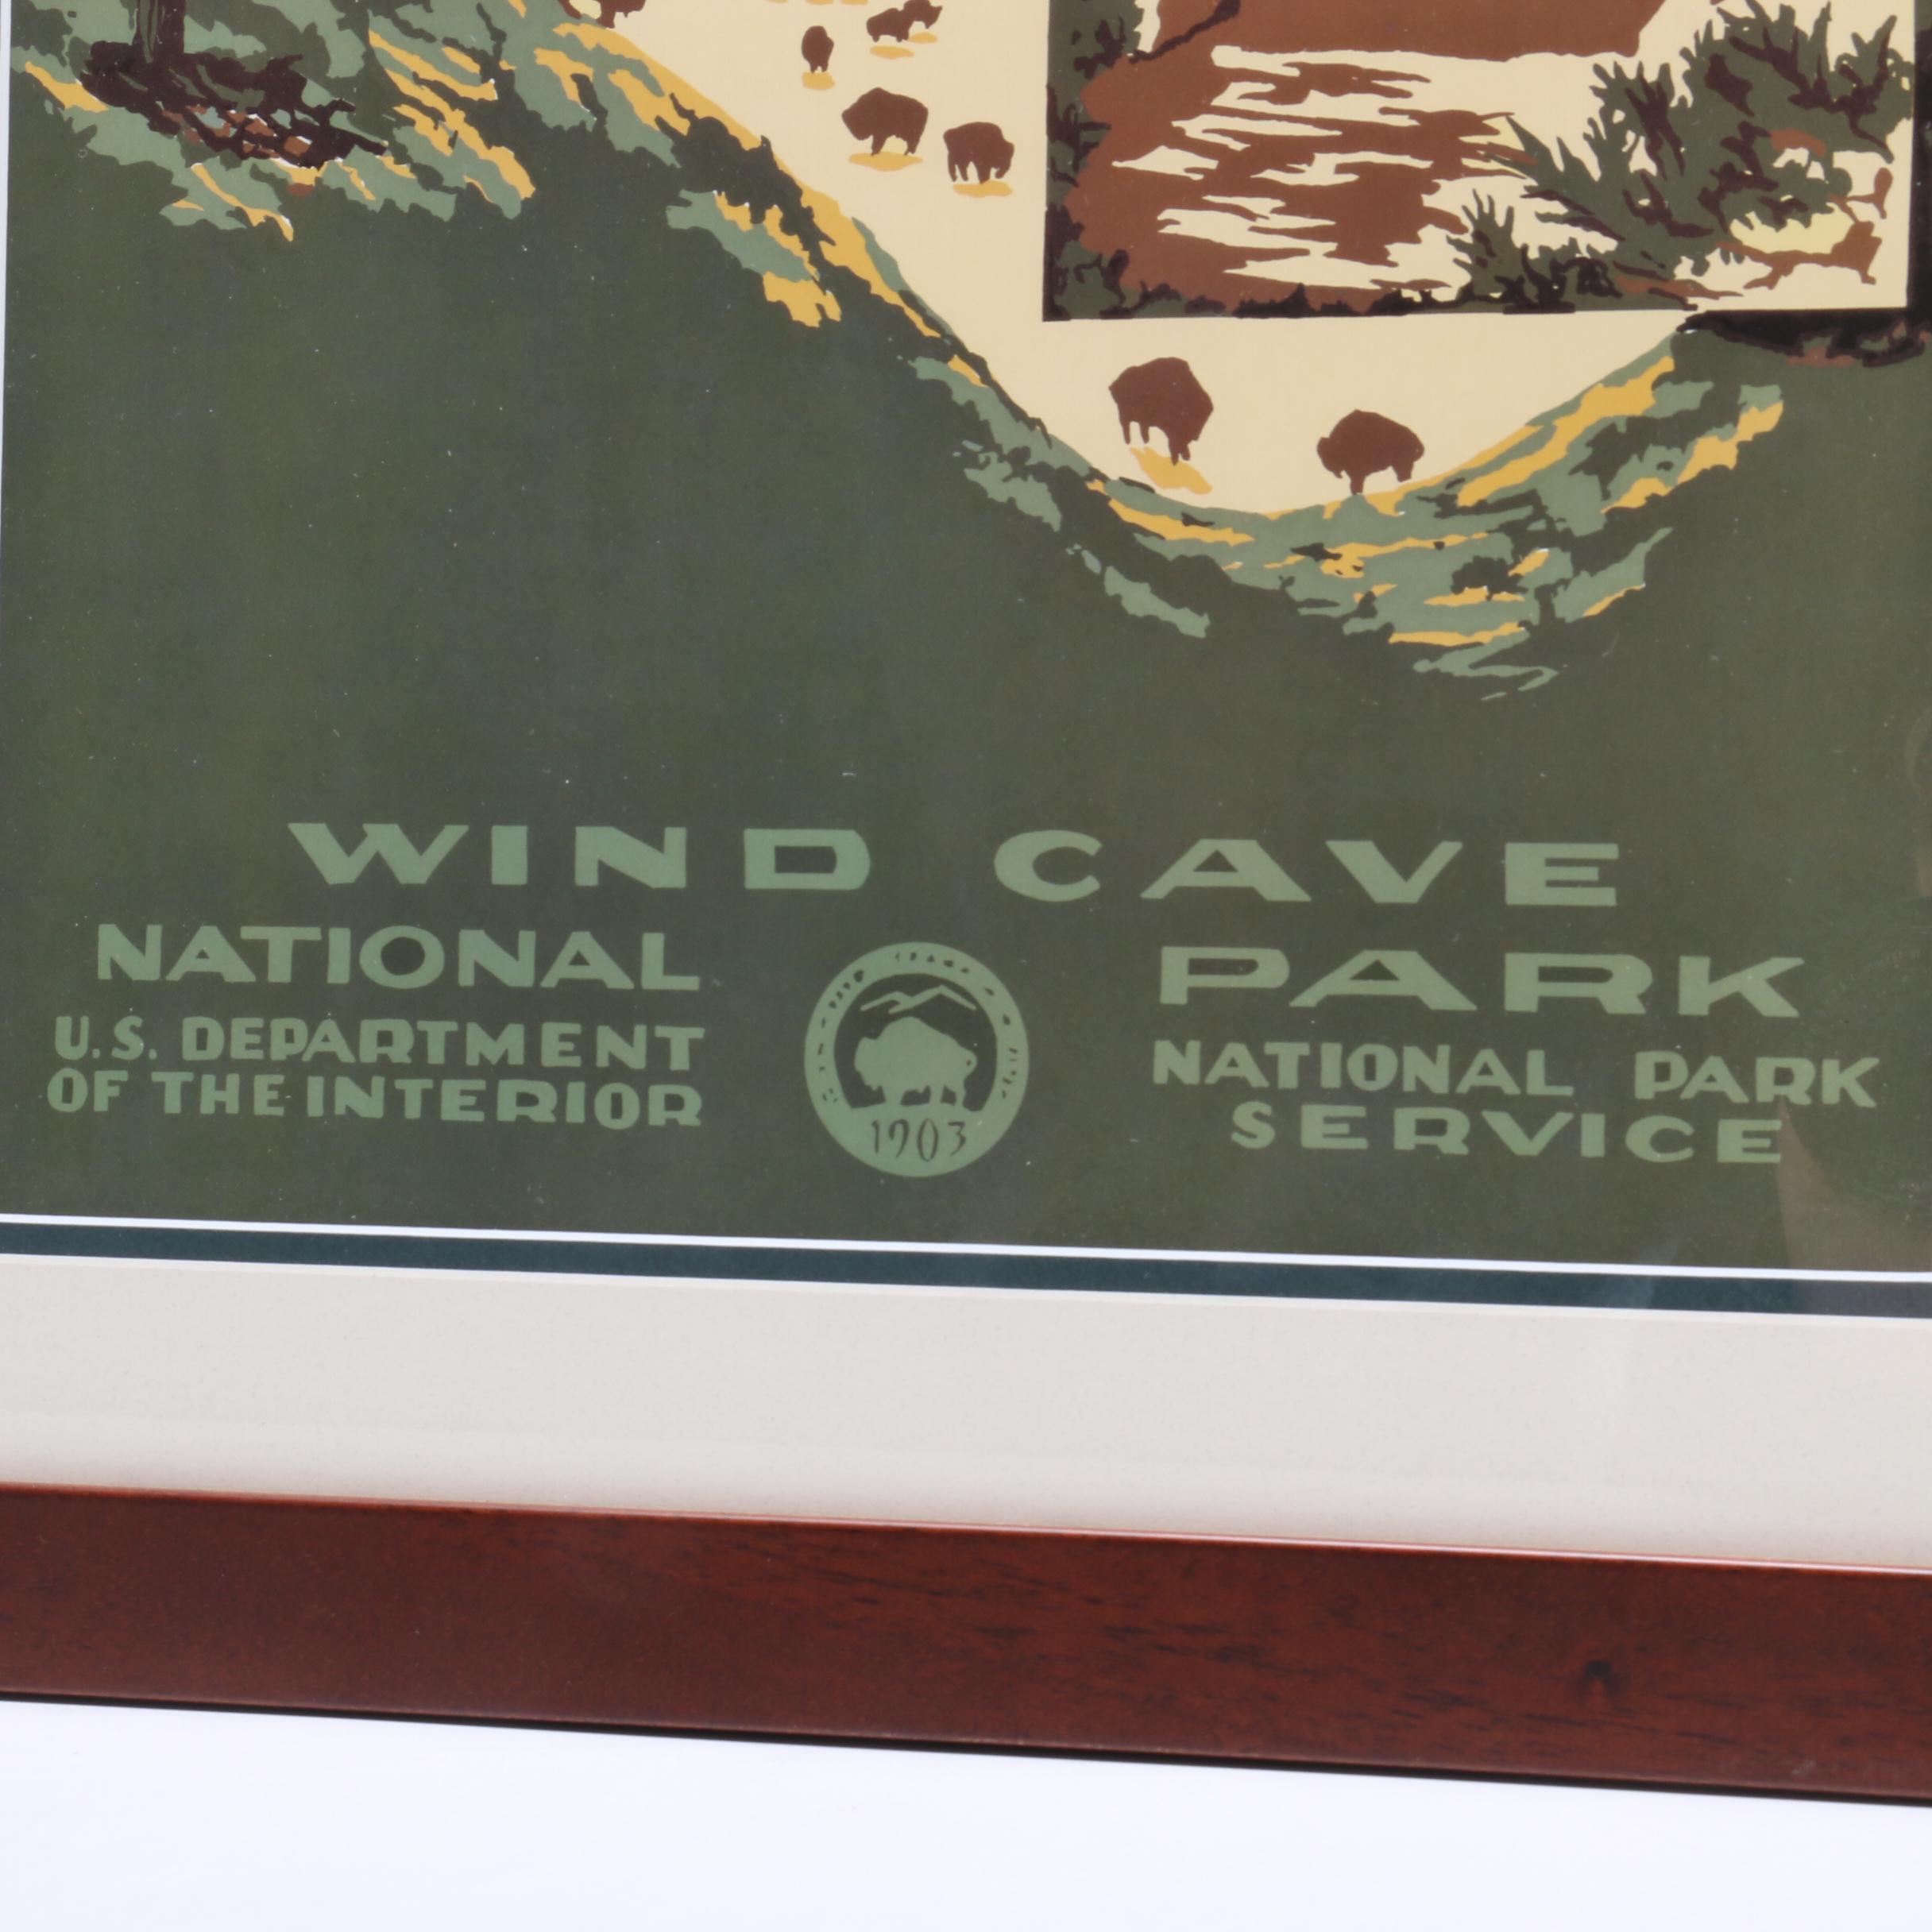 WIND CAVE
NATIONAL PARK
U.S. DEPARTMENT
OF THE INTERIOR
1903
NATIONAL PARK
SERVICE